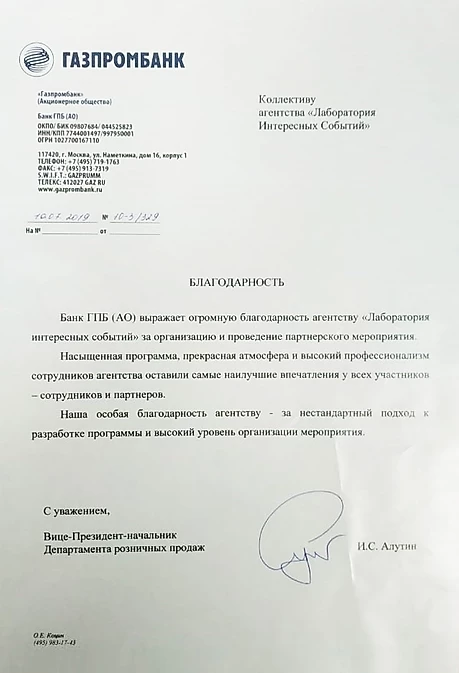 ГАЗПРОМБАНК
«Газпромбанк»
(Акционерное общество)
Банк ГПБ (АО)
ОКПО/ БИК 09807684/ 044525823
ИНН/КПП 7744001497/997950001
ОГРН 1027700167110
117420, г. Москва, ул. Наметкина, дом 16, корпус 1
ТЕЛЕФОН: +7 (495) 719-1763
ФАКС: +7 (495) 913-7319
S.W.I.F.T.: GAZPRUMM
ТЕЛЕКС: 412027 GAZ RU
www.gazprombank.ru
10.07.2019 № 10-3/329
На № от
Коллективу
агентства «Лаборатория
Интересных Событий»
БЛАГОДАРНОСТЬ
Банк ГПБ (АО) выражает огромную благодарность агентству «Лаборатория
интересных событий» за организацию и проведение партнерского мероприятия.
Насыщенная программа, прекрасная атмосфера и высокий профессионализм
сотрудников агентства оставили самые наилучшие впечатления у всех участников
– сотрудников и партнеров.
Наша особая благодарность агентству - за нестандартный подход к
разработке программы и высокий уровень организации мероприятия.
С уважением,
Вице-Президент-начальник
Департамента розничных продаж
И.С. Алутин
О.Е. Коцин
(495) 983-17-43